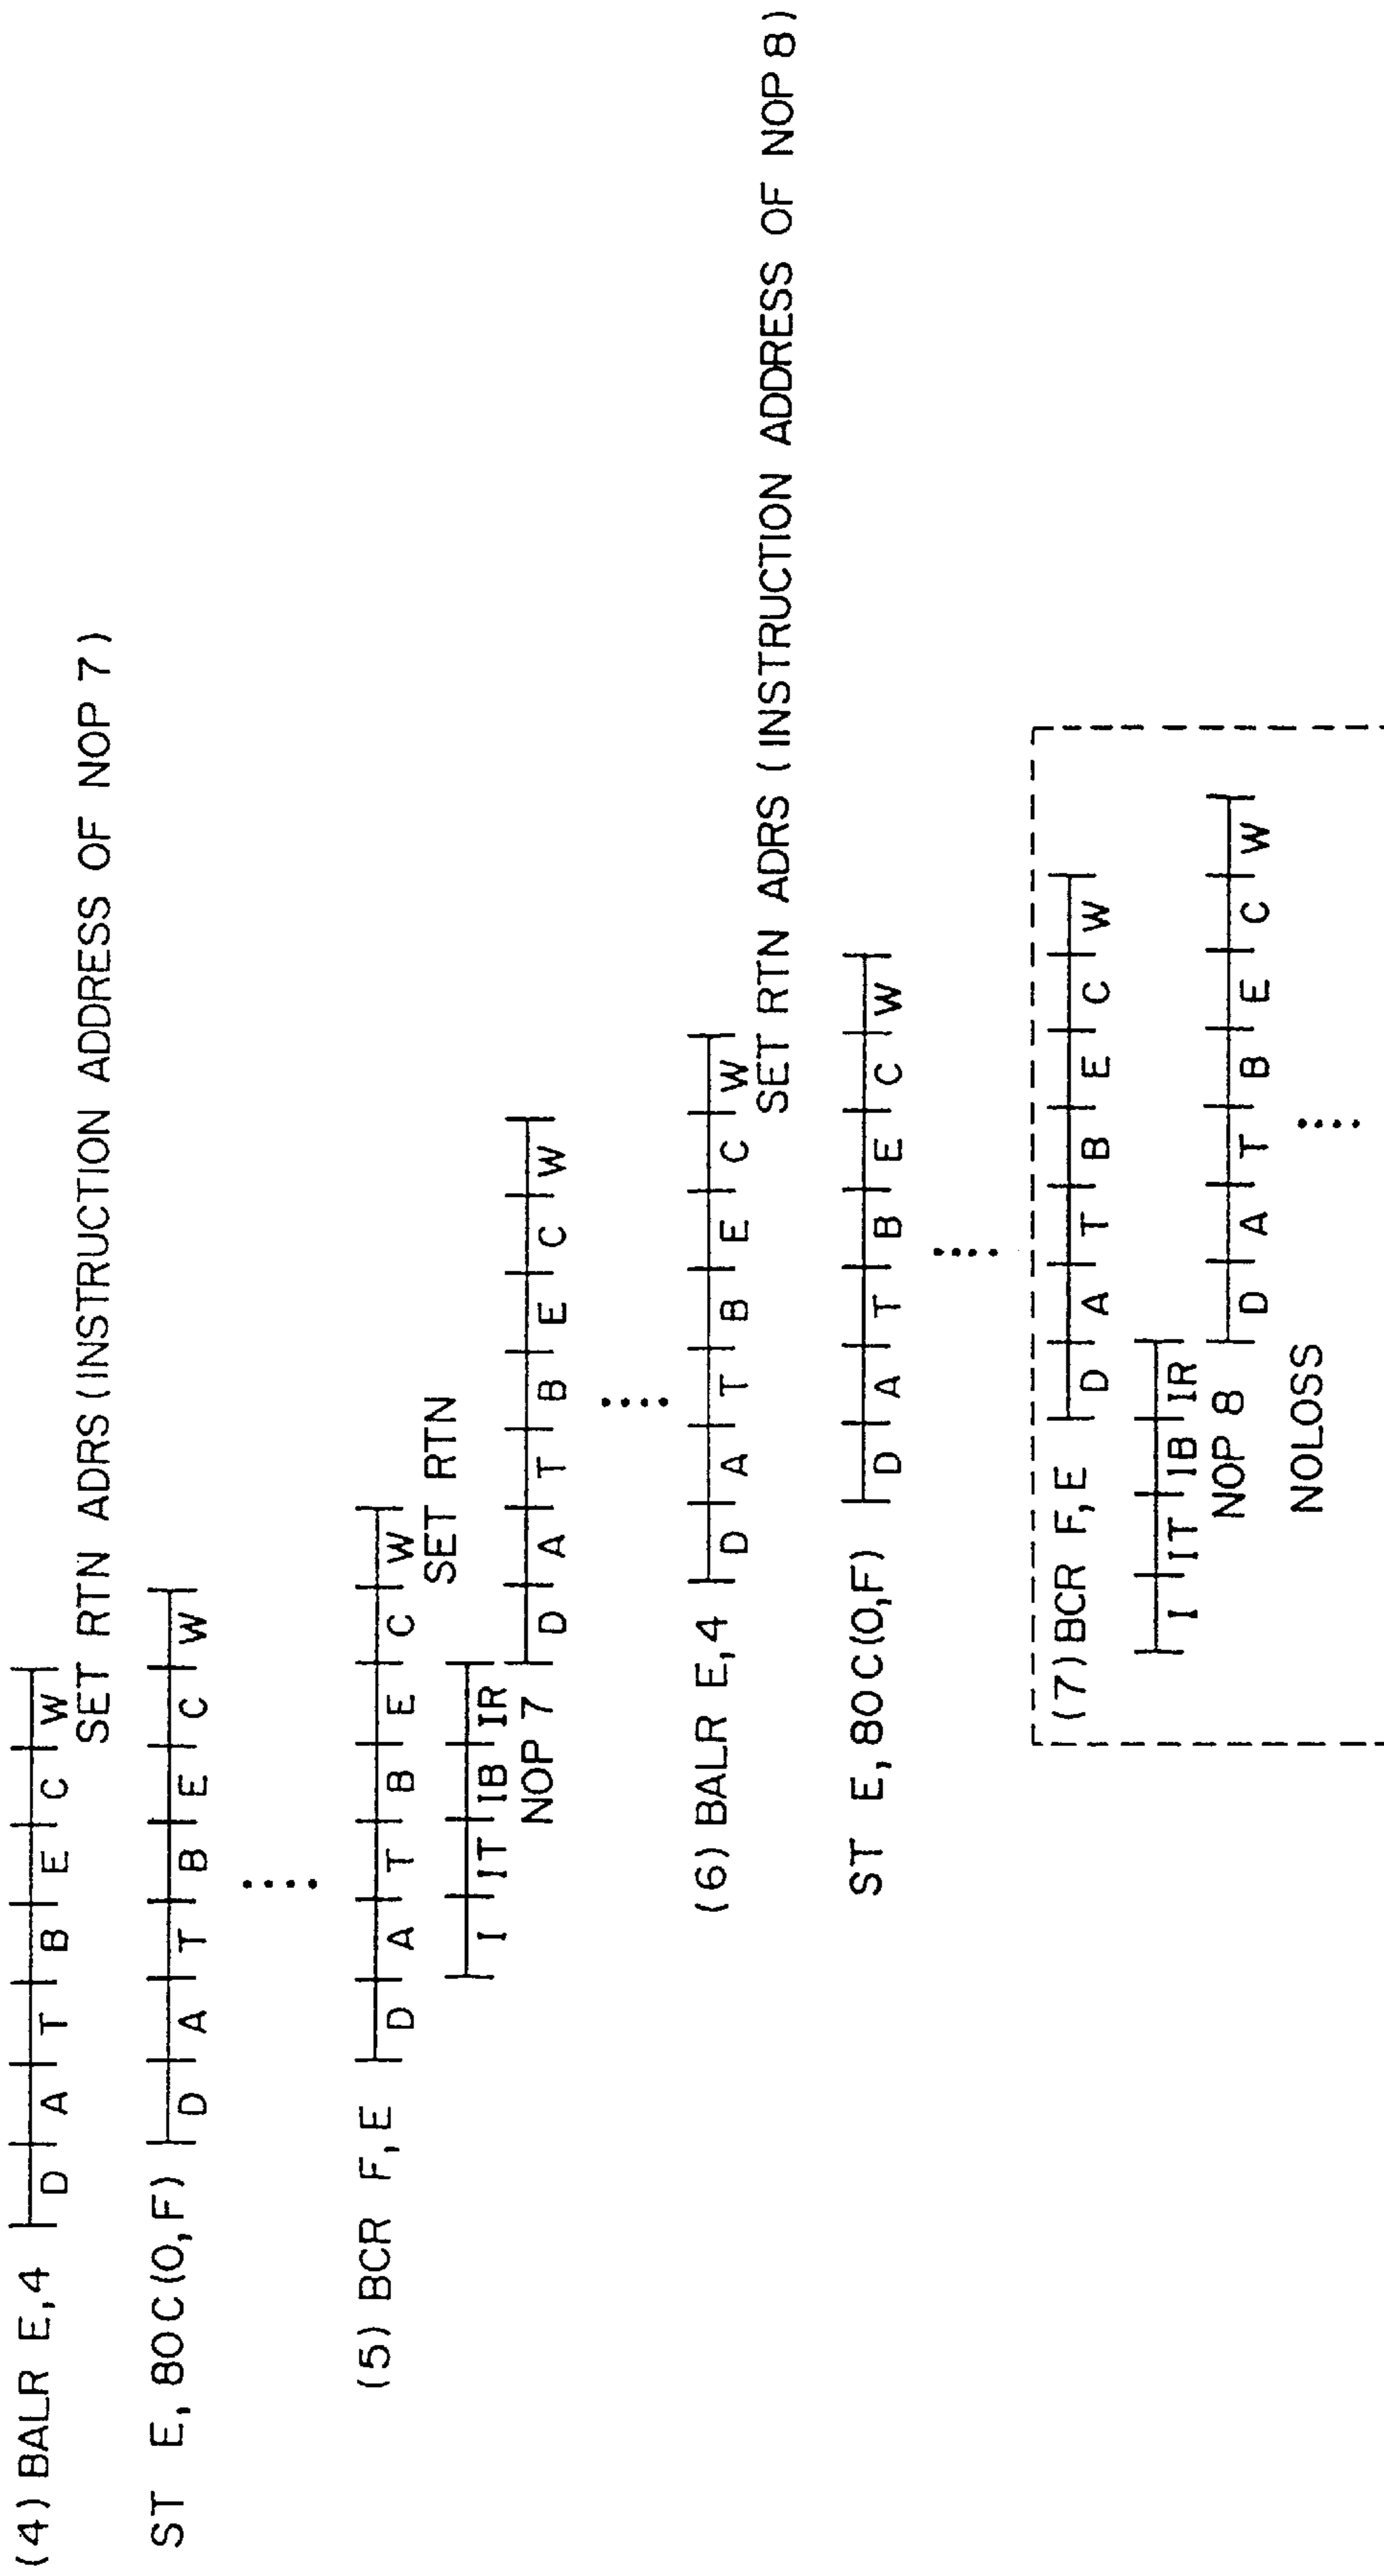 (4) BALR E,4
D A T B E C W
SET RTN ADRS (INSTRUCTION ADDRESS OF NOP 7)
ST E, 80C (0,F)
D A T B E C W
(5) BCR F,E
D A T B E C W
SET RTN
I IT IB IR
NOP 7
D A T B E C W
(6) BALR E,4
D A T B E C W
SET RTN ADRS (INSTRUCTION ADDRESS OF NOP 8)
ST E, 80C (0,F)
D A T B E C W
(7) BCR F,E
D A T B E C W
I IT IB IR
NOP 8
D A T B E C W
NOLOSS